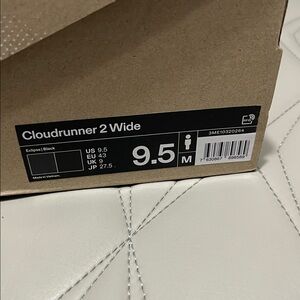 Cloudrunner 2 Wide
Eclipse | Black
US 9.5
EU 43
UK 9
JP 27.5
9.5
M
3ME10320264
Made in Vietnam